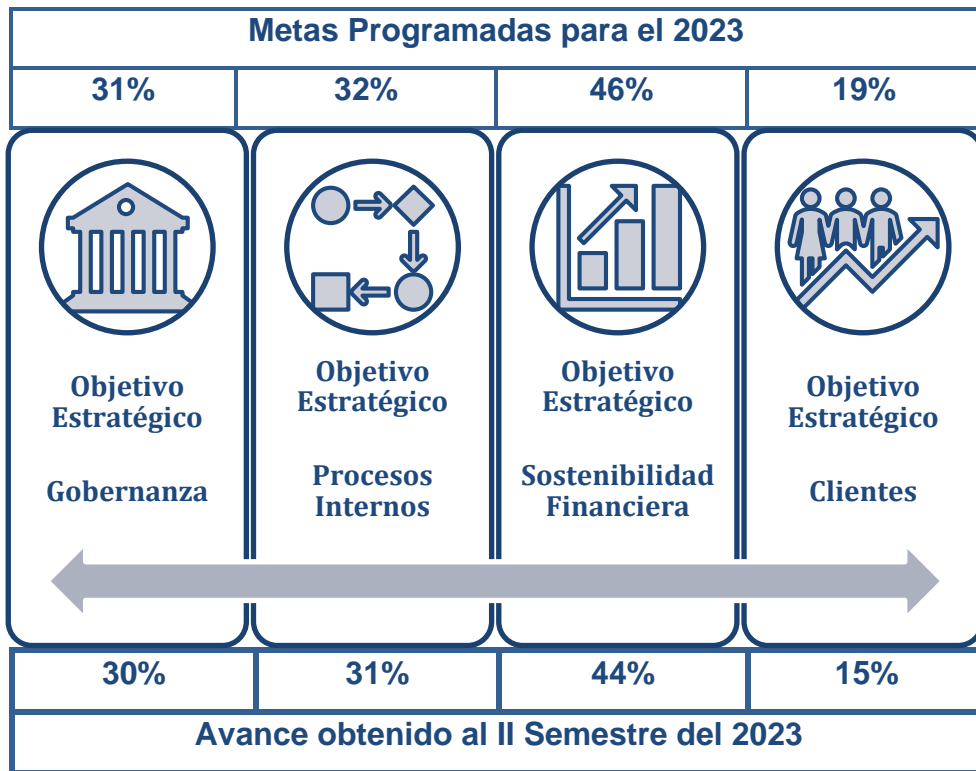 Metas Programadas para el 2023
31% 32% 46% 19%
Objetivo
Estratégico
Gobernanza
Objetivo
Estratégico
Procesos
Internos
Objetivo
Estratégico
Sostenibilidad
Financiera
Objetivo
Estratégico
Clientes
30% 31% 44% 15%
Avance obtenido al II Semestre del 2023